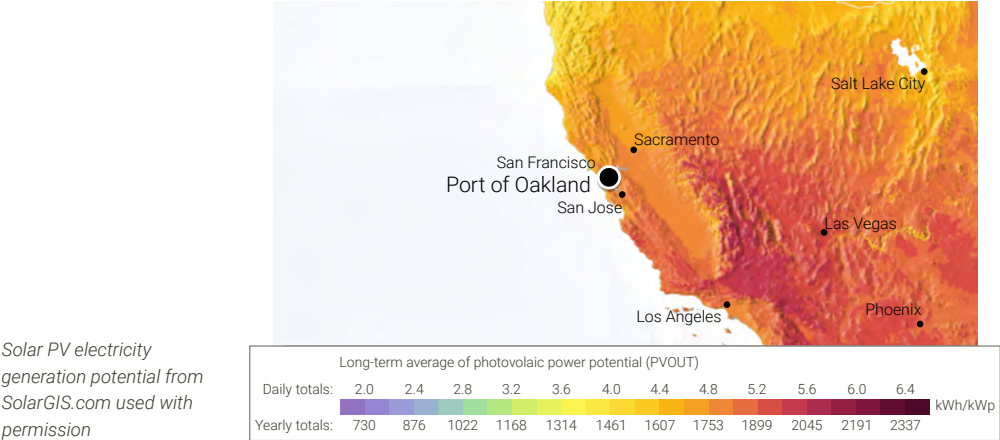 Salt Lake City
Sacramento
San Francisco
Port of Oakland
San Jose
Las Vegas
Phoenix
Los Angeles
Solar PV electricity
generation potential from
SolarGIS.com used with
permission
Long-term average of photovolaic power potential (PVOUT)
Daily totals: 2.0 2.4 2.8 3.2 3.6 4.0 4.4 4.8 5.2 5.6 6.0 6.4
kWh/kWp
Yearly totals: 730 876 1022 1168 1314 1461 1607 1753 1899 2045 2191 2337